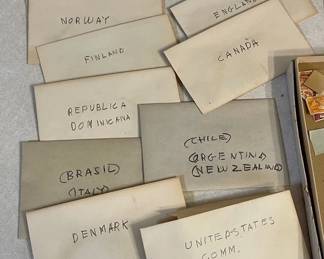 NORWAY
ENGLAND
FINLAND
CANADA
REPUBLICA
DOMINICANA
(CHILE)
(ARGENTINA)
(NEW ZEALAND)
(BRASIL)
(ITALY)
DENMARK
UNITED-STATES
COMM.